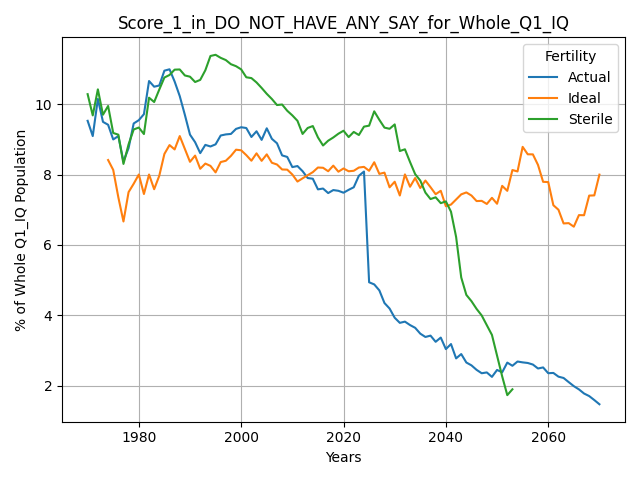 Score_1_in_DO_NOT_HAVE_ANY_SAY_for_Whole_Q1_IQ
% of Whole Q1_IQ Population
10
8
6
4
2
Fertility
Actual
Ideal
Sterile
1980 2000 2020 2040 2060
Years